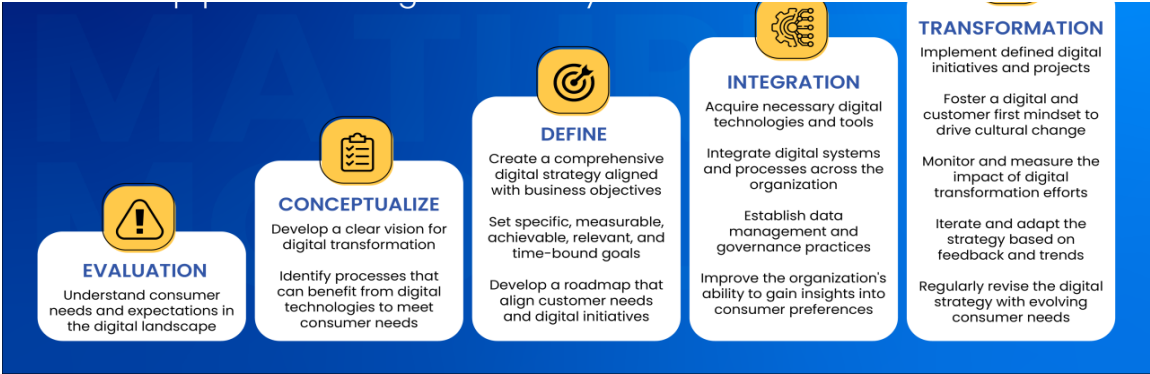 EVALUATION
Understand consumer
needs and expectations in
the digital landscape
CONCEPTUALIZE
Develop a clear vision for
digital transformation
Identify processes that
can benefit from digital
technologies to meet
consumer needs
DEFINE
Create a comprehensive
digital strategy aligned
with business objectives
Set specific, measurable,
achievable, relevant, and
time-bound goals
Develop a roadmap that
align customer needs
and digital initiatives
INTEGRATION
Acquire necessary digital
technologies and tools
Integrate digital systems
and processes across the
organization
Establish data
management and
governance practices
Improve the organization's
ability to gain insights into
consumer preferences
TRANSFORMATION
Implement defined digital
initiatives and projects
Foster a digital and
customer first mindset to
drive cultural change
Monitor and measure the
impact of digital
transformation efforts
Iterate and adapt the
strategy based on
feedback and trends
Regularly revise the digital
strategy with evolving
consumer needs